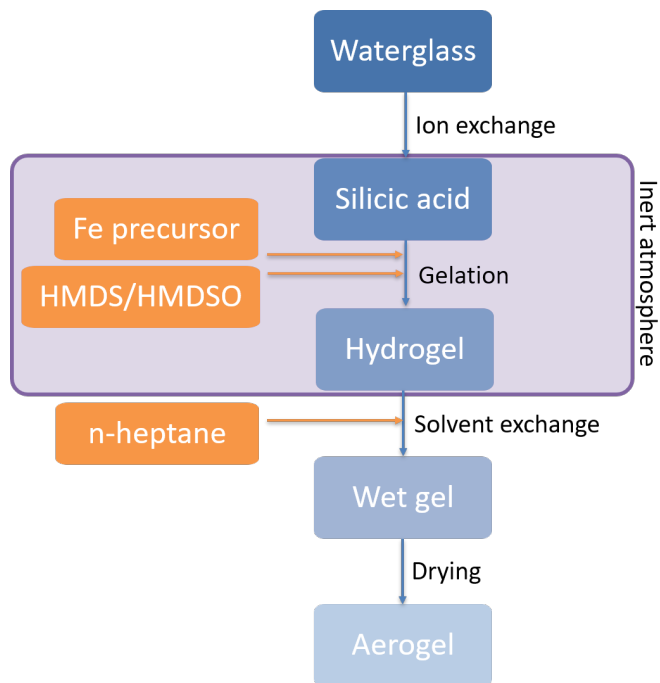 Waterglass
Ion exchange
Silicic acid
Fe precursor
HMDS/HMDSO
Gelation
Hydrogel
Inert atmosphere
n-heptane
Solvent exchange
Wet gel
Drying
Aerogel